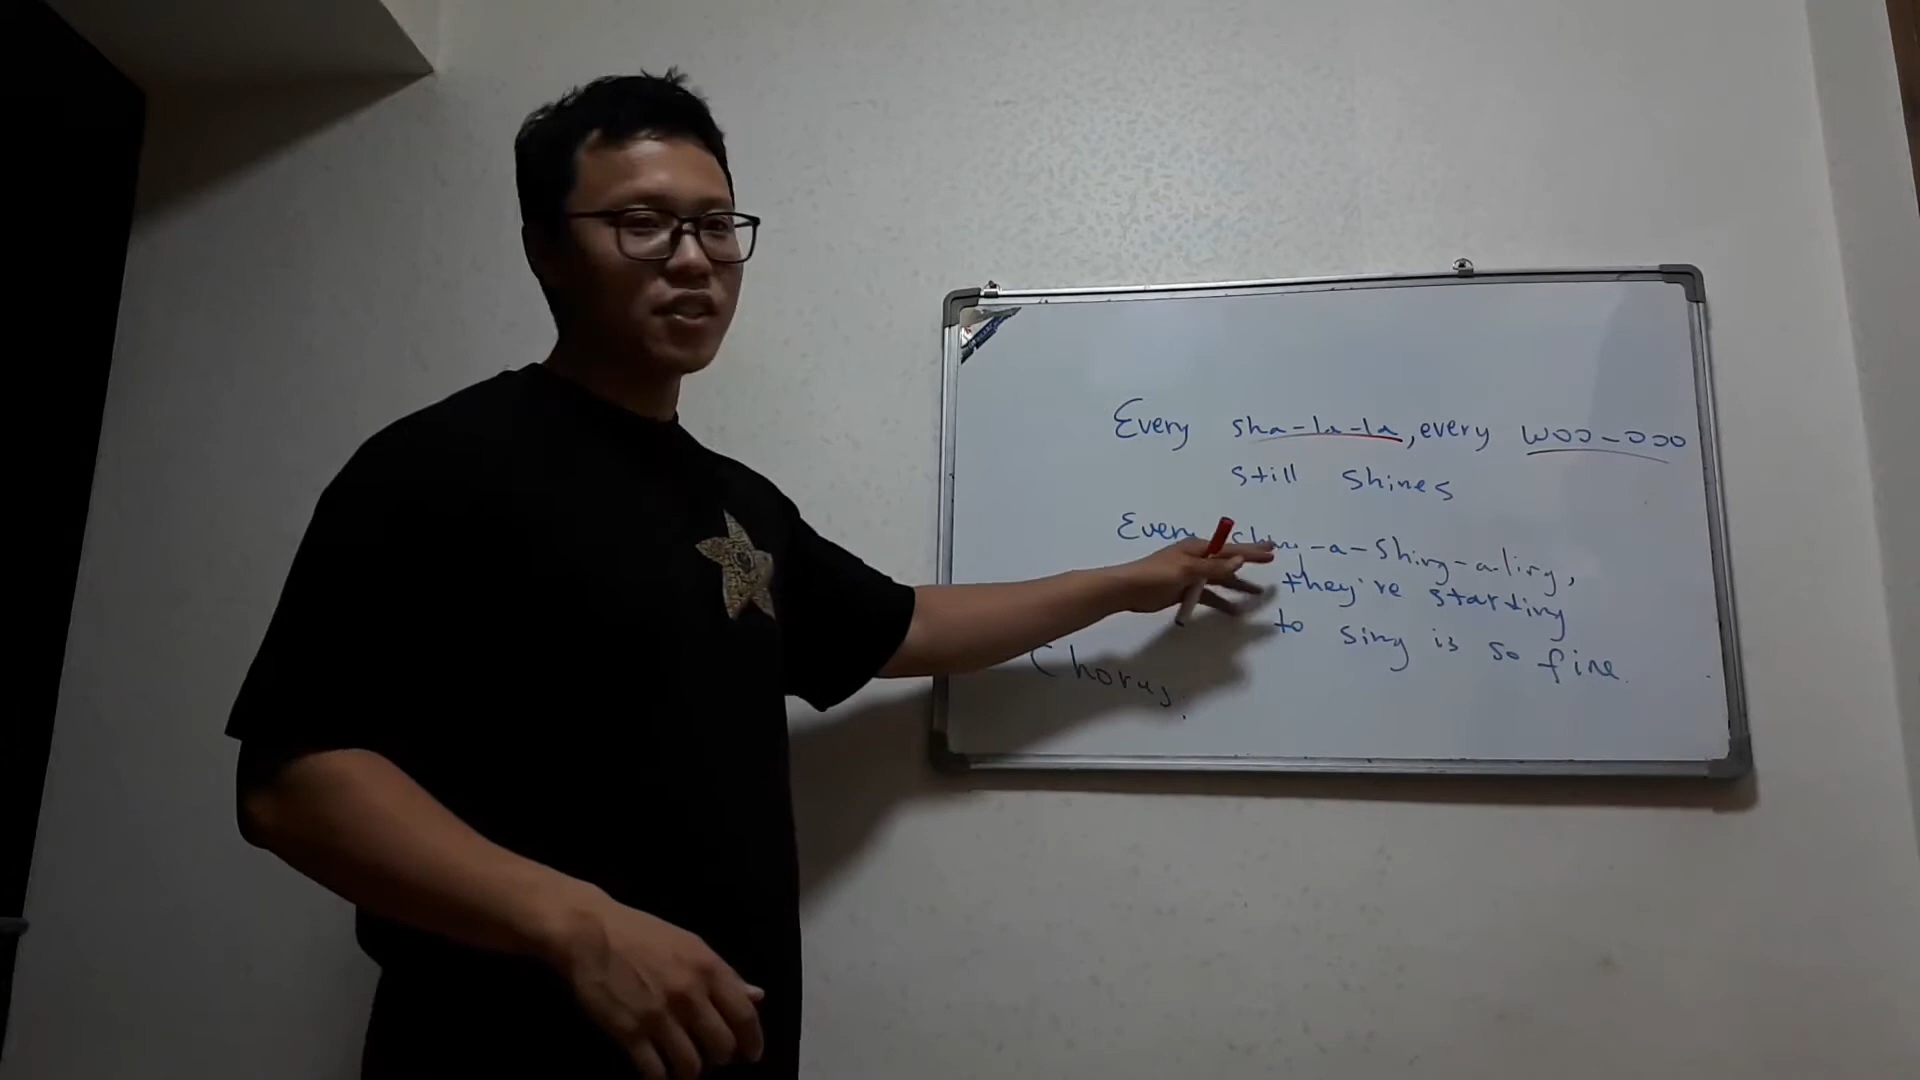 Every sha-la-la, every woo-ooo
still shines
Every shing-a-shing-a-ling,
they're starting
to sing is so fine.
Chorus.